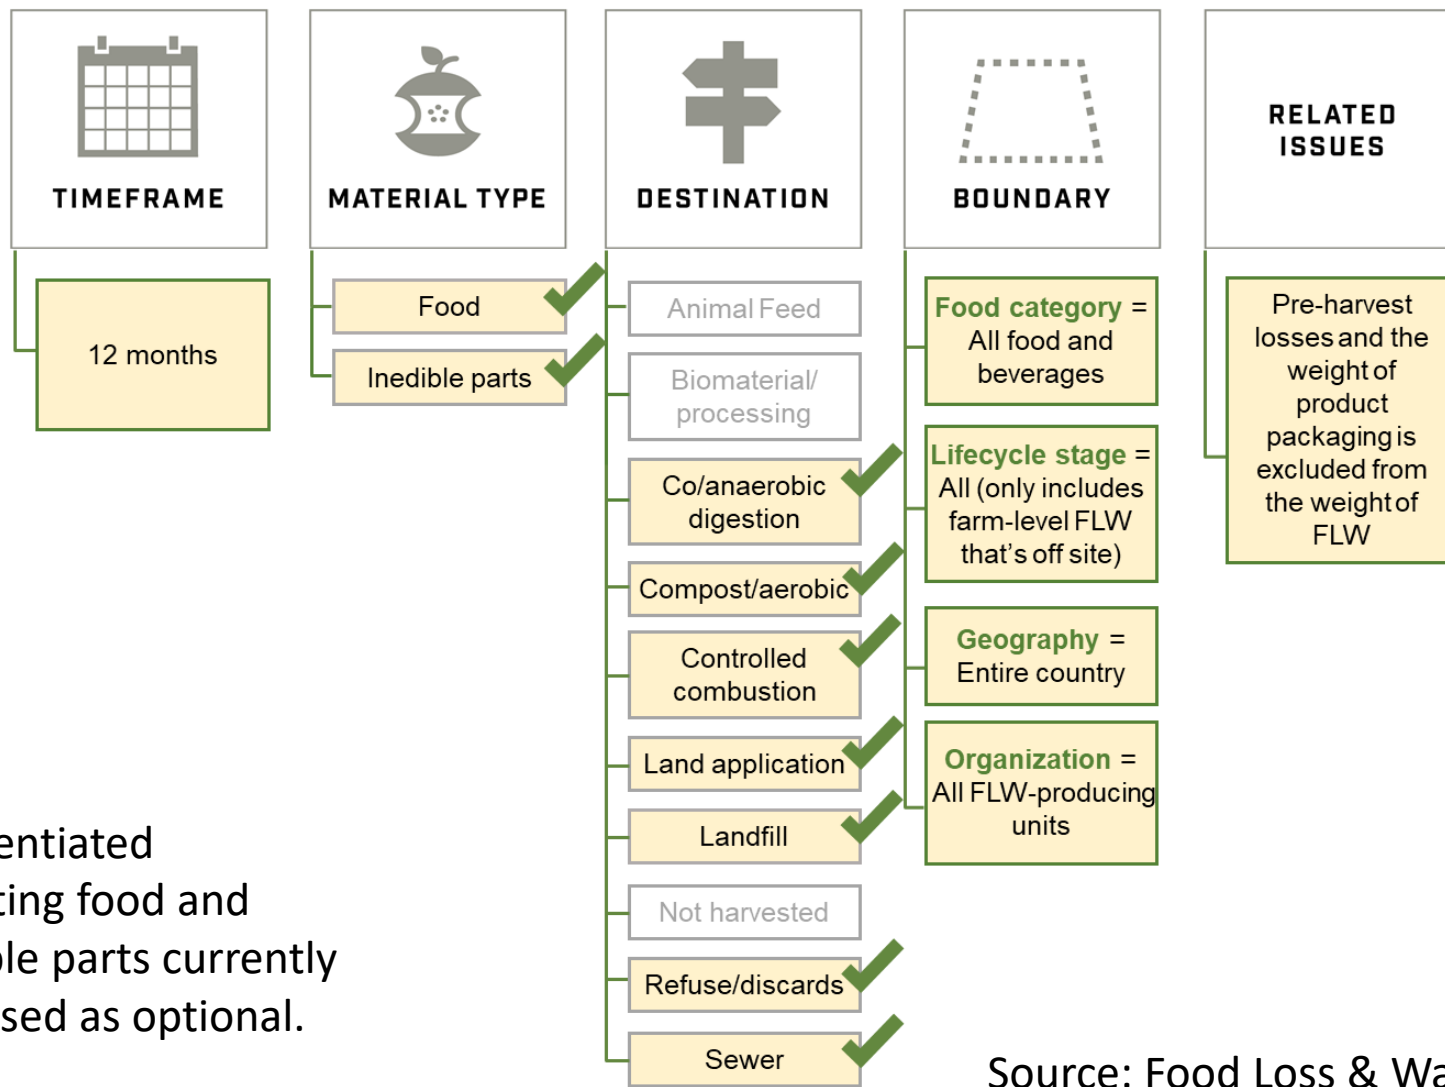 TIMEFRAME
12 months
MATERIAL TYPE
Food
Inedible parts
DESTINATION
Animal Feed
Biomaterial/
processing
Co/anaerobic
digestion
Compost/aerobic
Controlled
combustion
Land application
Landfill
Not harvested
Refuse/discards
Sewer
BOUNDARY
Food category =
All food and
beverages
Lifecycle stage =
All (only includes
farm-level FLW
that's off site)
Geography =
Entire country
Organization =
All FLW-producing
units
RELATED
ISSUES
Pre-harvest
losses and the
weight of
product
packaging is
excluded from
the weight of
FLW
entiated
ting food and
ble parts currently
sed as optional.
Source: Food Loss & Wa